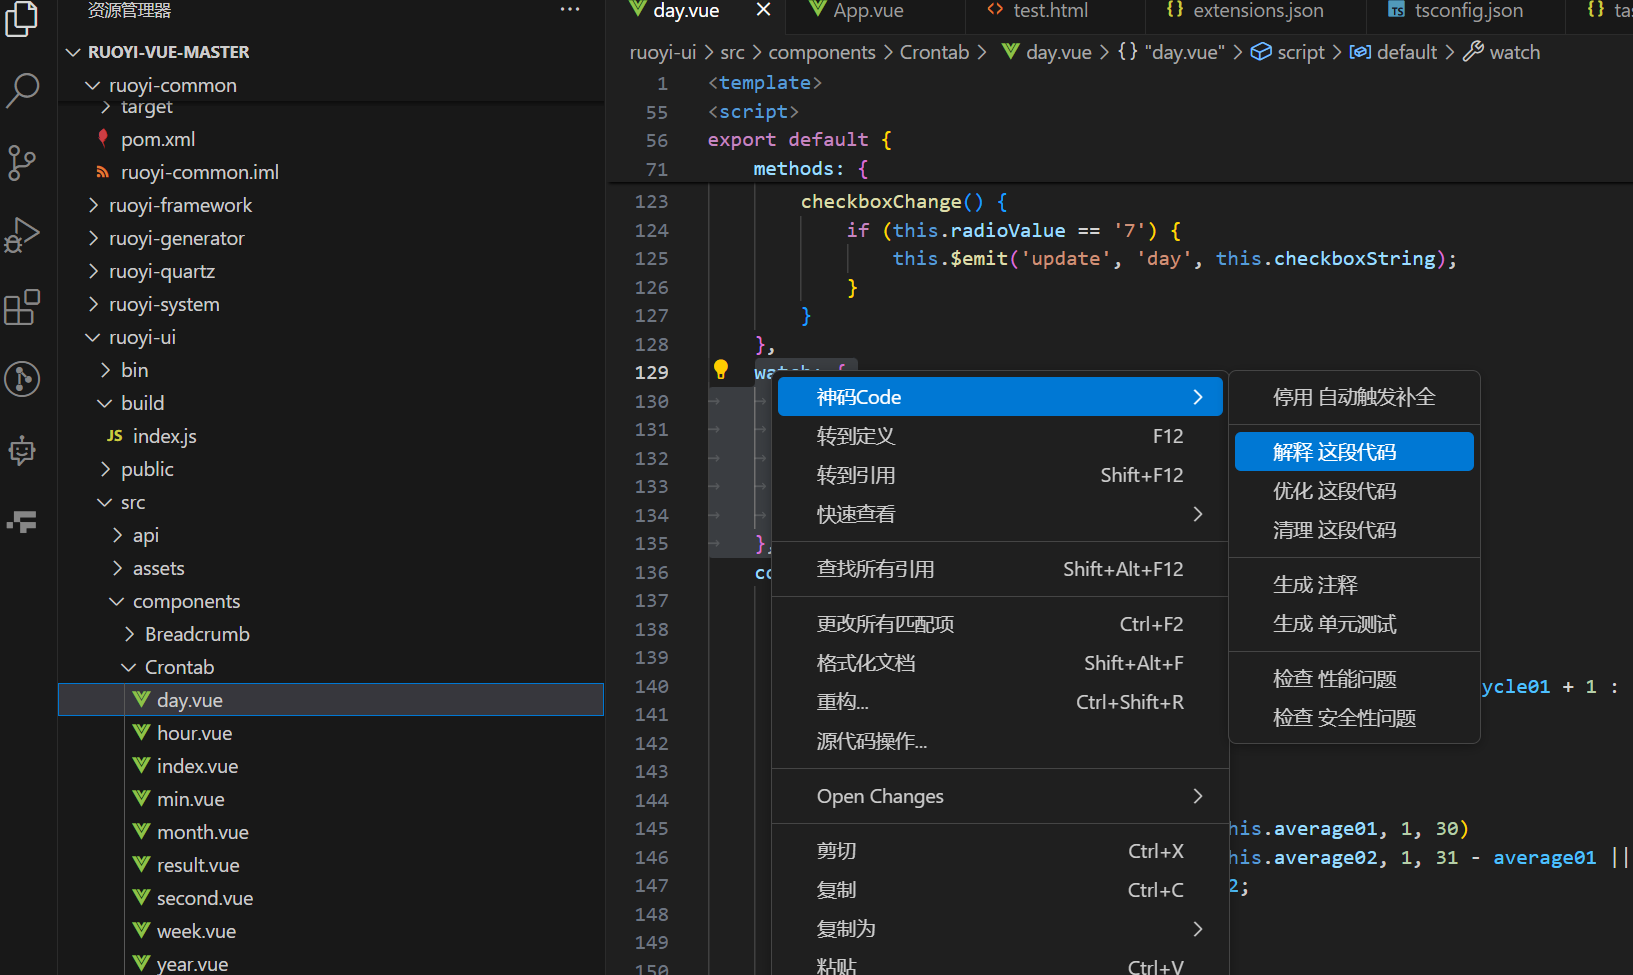 资源管理器
RUOYI-VUE-MASTER
ruoyi-common
target
pom.xml
ruoyi-common.iml
ruoyi-framework
ruoyi-generator
ruoyi-quartz
ruoyi-system
ruoyi-ui
bin
build
JS index.js
public
src
api
assets
components
Breadcrumb
Crontab
day.vue
hour.vue
index.vue
min.vue
month.vue
result.vue
second.vue
week.vue
year.vue
day.vue
App.vue
<> test.html
{} extensions.json
TS tsconfig.json
{} tas
ruoyi-ui > src > components > Crontab > day.vue > {} "day.vue" > script > default > watch
1 <template>
55 <script>
56 export default {
71 methods: {
123 checkboxChange() {
124 if (this.radioValue == '7') {
125 this.$emit('update', 'day', this.checkboxString);
126 }
127 }
128 },
129 watch: {
130
131
132
133
134
135 },
136 co
137
138
139
140 ycle01 + 1 :
141
142
143
144
145 his.average01, 1, 30)
146 his.average02, 1, 31 - average01 ||
147 2;
148
149
150
神码Code
转到定义 F12
转到引用 Shift+F12
快速查看
查找所有引用 Shift+Alt+F12
更改所有匹配项 Ctrl+F2
格式化文档 Shift+Alt+F
重构... Ctrl+Shift+R
源代码操作...
Open Changes
剪切 Ctrl+X
复制 Ctrl+C
复制为
粘贴 Ctrl+V
停用 自动触发补全
解释 这段代码
优化 这段代码
清理 这段代码
生成 注释
生成 单元测试
检查 性能问题
检查 安全性问题